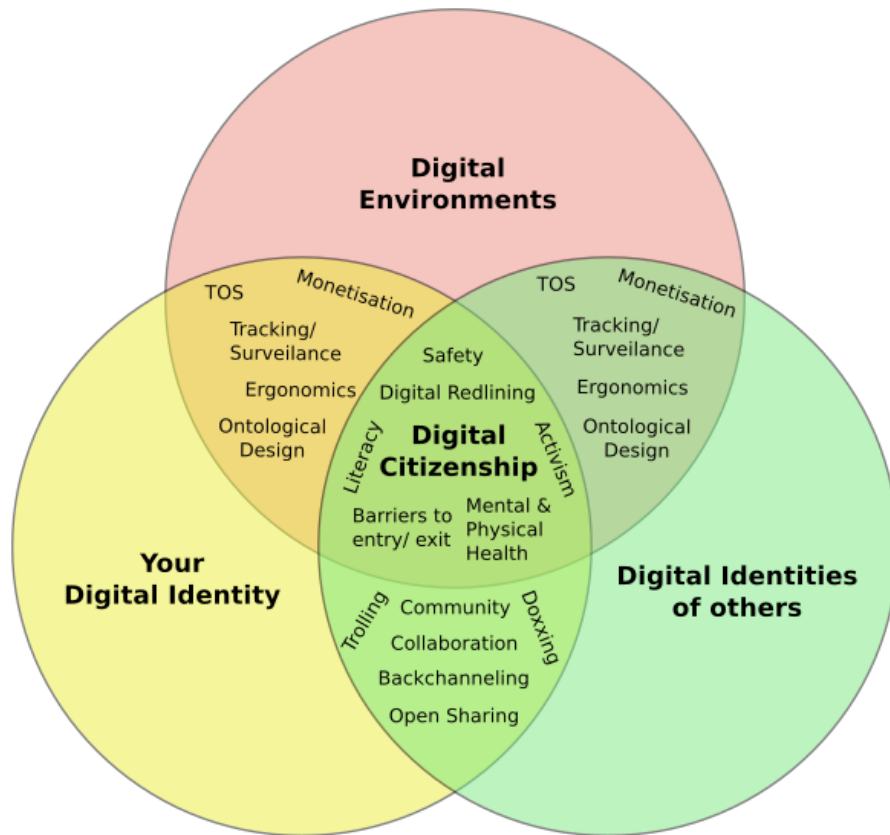 Digital
Environments
TOS
Monetisation
Tracking/
Surveilance
Ergonomics
Ontological
Design
TOS
Monetisation
Tracking/
Surveilance
Ergonomics
Ontological
Design
Safety
Digital Redlining
Literacy
Digital
Citizenship
Activism
Barriers to
entry/ exit
Mental &
Physical
Health
Your
Digital Identity
Digital Identities
of others
Trolling
Community
Doxxing
Collaboration
Backchanneling
Open Sharing